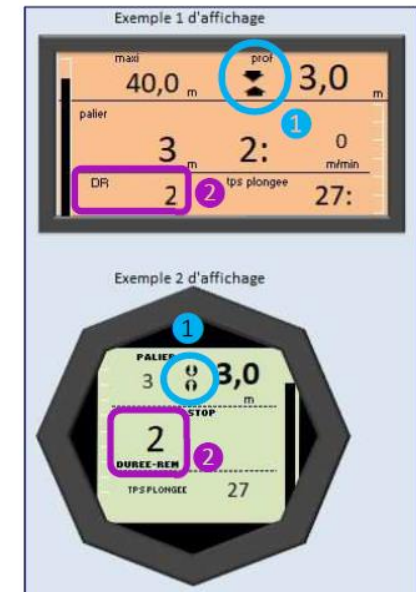 Exemple 1 d'affichage
maxi prof
40,0 m 3,0 m
1
palier
3 m 2: 0 m/min
DR 2 2 tps plongee 27:
Exemple 2 d'affichage
1
PALIER
3 3,0 m
STOP
2 2
DUREE-REM
TPS PLONGEE 27